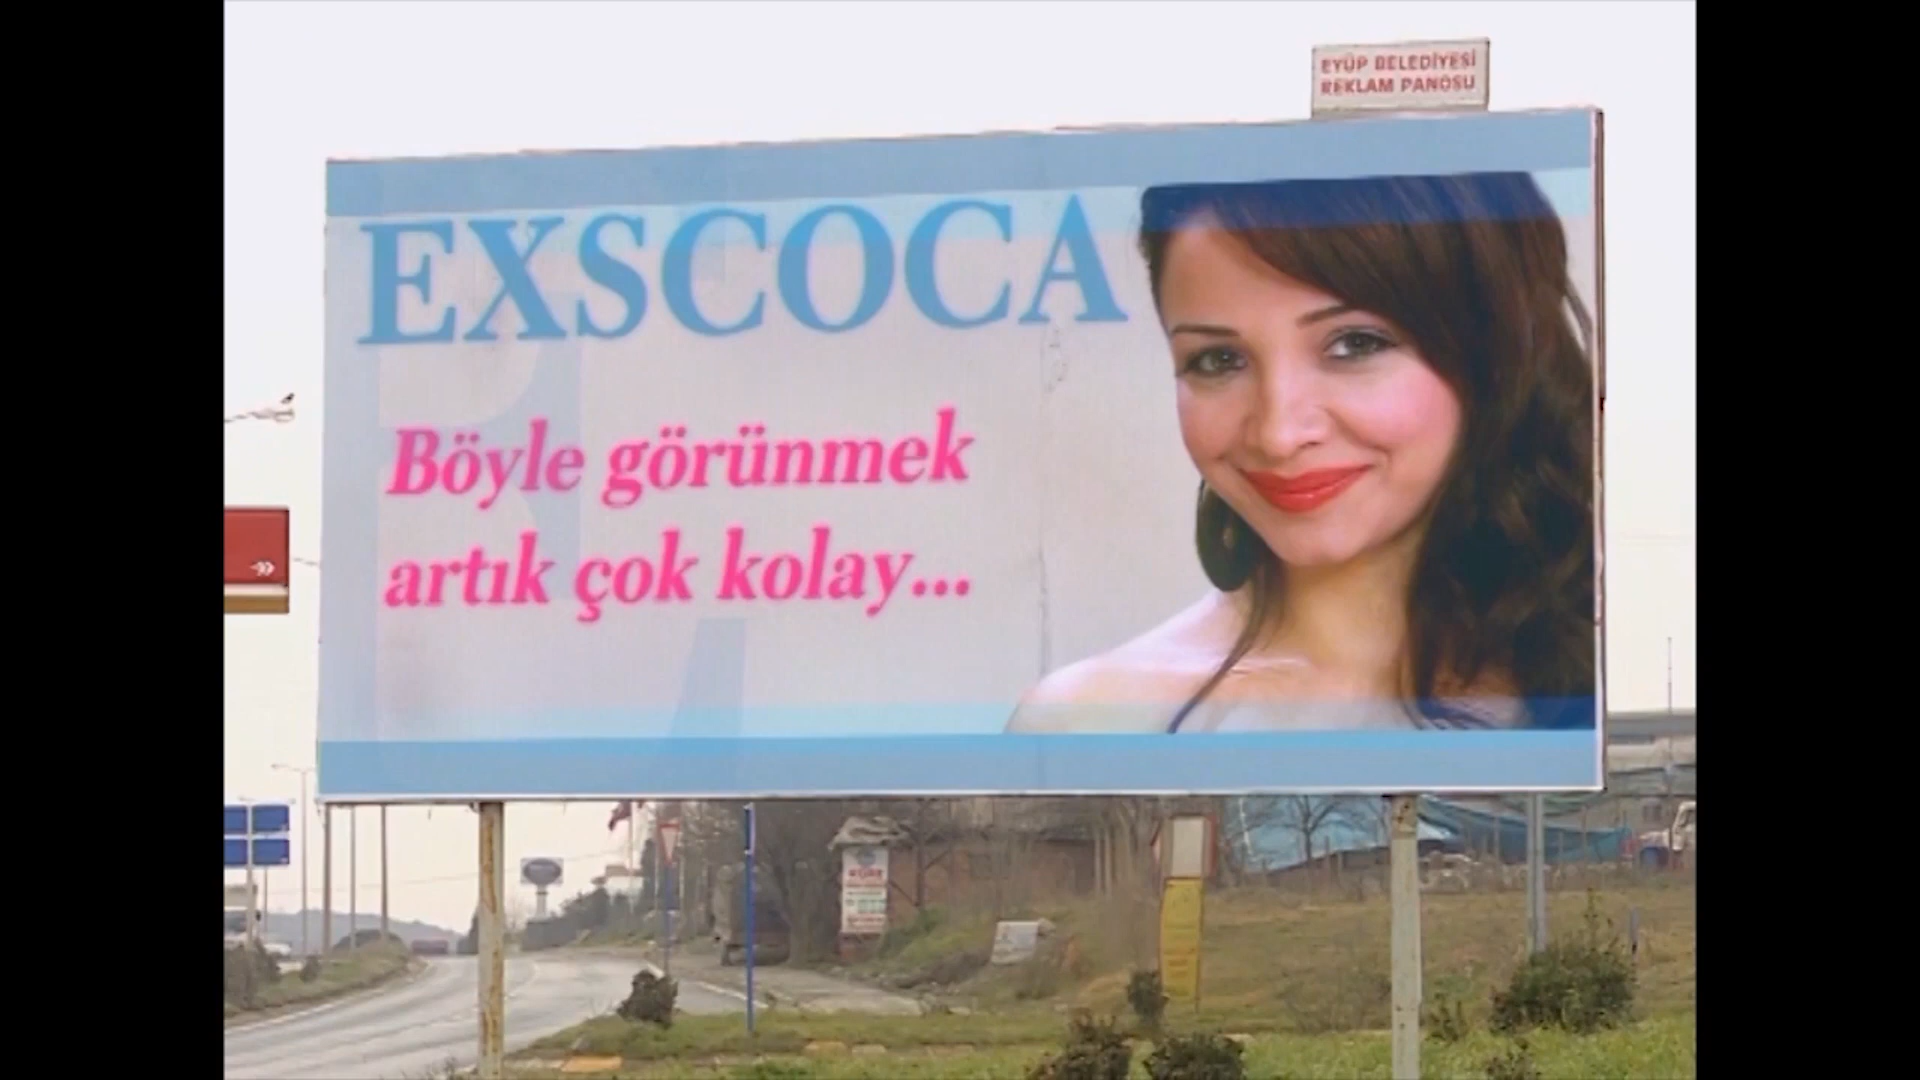 EYÜP BELEDİYESİ
REKLAM PANOSU
EXSCOCA
Böyle görünmek
artık çok kolay...